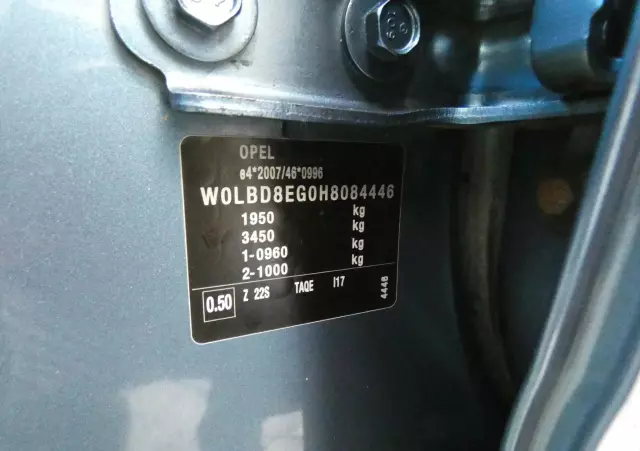 OPEL
e4*2007/46*0996
W0LBD8EG0H8084446
1950 kg
3450 kg
1-0960 kg
2-1000 kg
0.50 Z 22S TAQE I17
4448